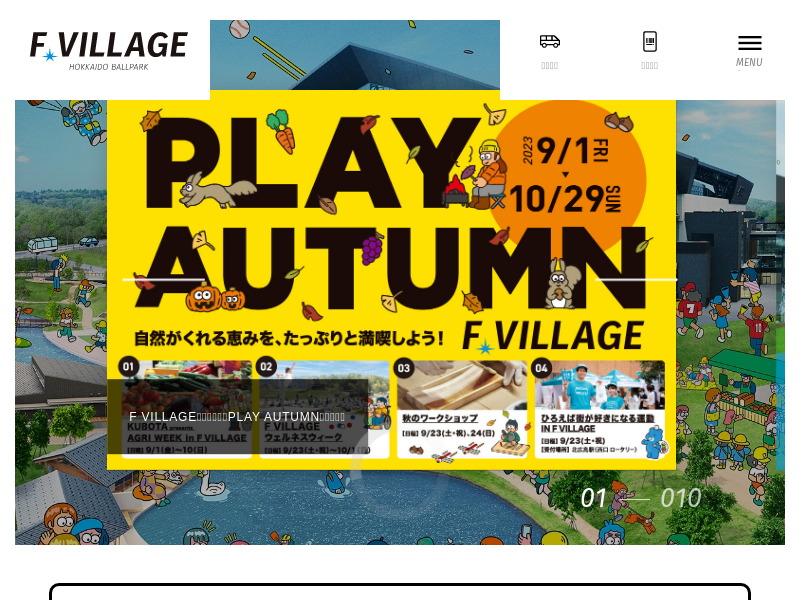 F VILLAGE
HOKKAIDO BALLPARK
MENU
PLAY
AUTUMN
2023 9/1 FRI
10/29 SUN
自然がくれる恵みを、たっぷりと満喫しよう!
F VILLAGE
01
KUBOTA presents
AGRI WEEK in F VILLAGE
[日程] 9/1(金)〜10(日)
02
F VILLAGE
ウェルネスウィーク
[日程] 9/23(土・祝)〜10/1(日)
03
秋のワークショップ
[日程] 9/23(土・祝).24(日)
04
ひろえば街が好きになる運動
IN F VILLAGE
[日程] 9/23(土・祝)
[受付場所] 北広島駅(西口 ロータリー)
F VILLAGE PLAY AUTUMN
01 010